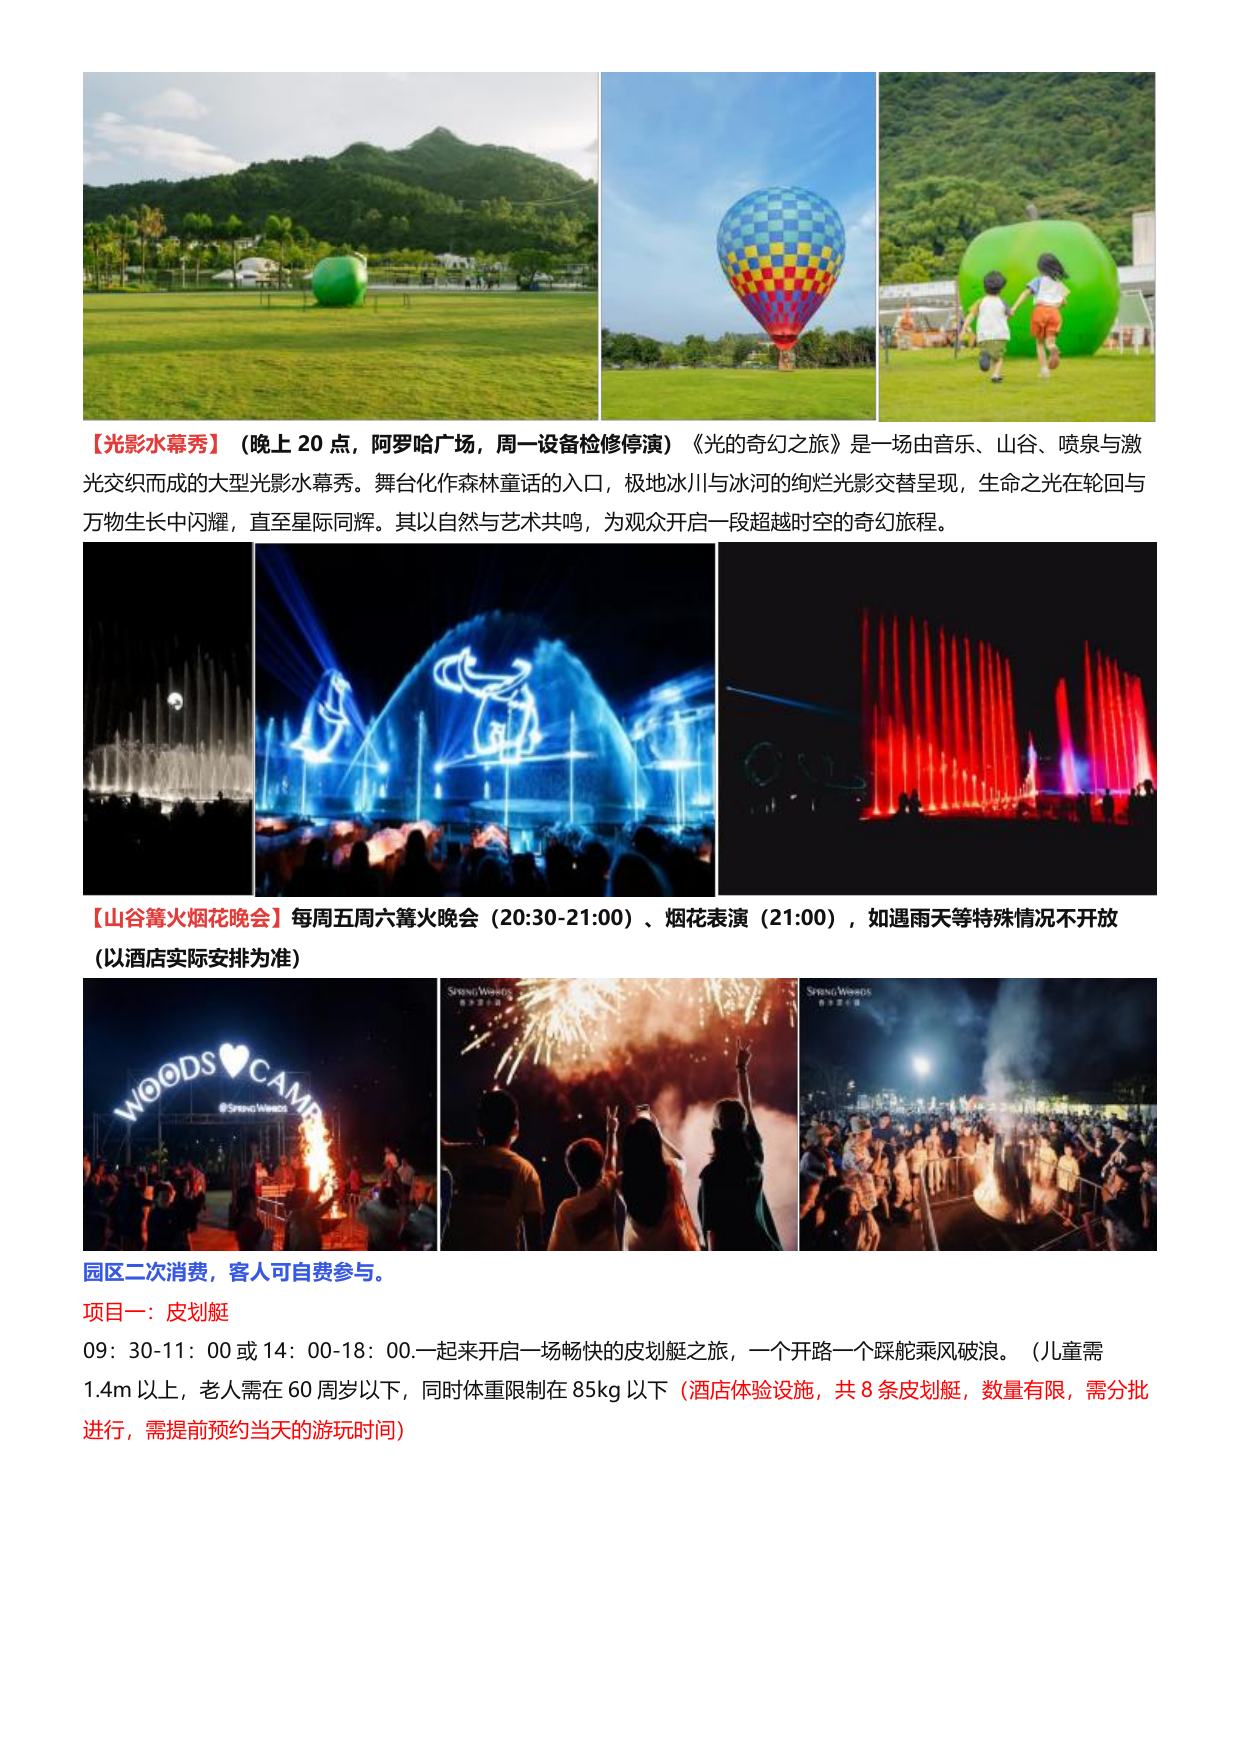 【光影水幕秀】（晚上 20 点，阿罗哈广场，周一设备检修停演）《光的奇幻之旅》是一场由音乐、山谷、喷泉与激
光交织而成的大型光影水幕秀。舞台化作森林童话的入口，极地冰川与冰河的绚烂光影交替呈现，生命之光在轮回与
万物生长中闪耀，直至星际同辉。其以自然与艺术共鸣，为观众开启一段超越时空的奇幻旅程。
【山谷篝火烟花晚会】每周五周六篝火晚会（20:30-21:00）、烟花表演（21:00），如遇雨天等特殊情况不开放
（以酒店实际安排为准）
WOODS♥CAMP
@SPRING WOODS
SPRING WOODS
SPRING WOODS
园区二次消费，客人可自费参与。
项目一：皮划艇
09：30-11：00 或 14：00-18：00.一起来开启一场畅快的皮划艇之旅，一个开路一个踩舵乘风破浪。（儿童需
1.4m 以上，老人需在 60 周岁以下，同时体重限制在 85kg 以下（酒店体验设施，共 8 条皮划艇，数量有限，需分批
进行，需提前预约当天的游玩时间）